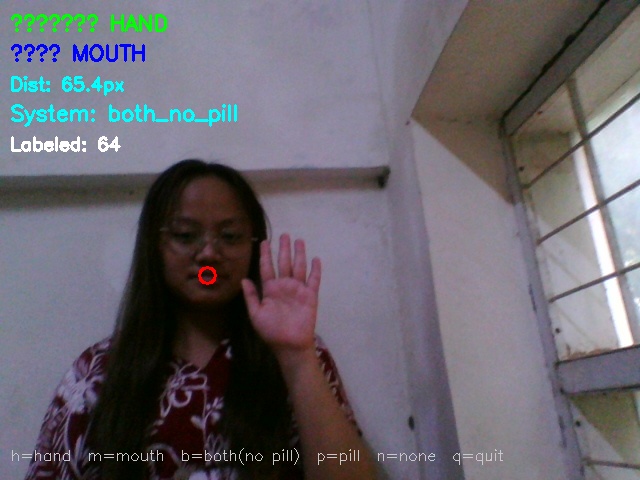 ??????? HAND
???? MOUTH
Dist: 65.4px
System: both_no_pill
Labeled: 64
h=hand m=mouth b=both(no pill) p=pill n=none q=quit